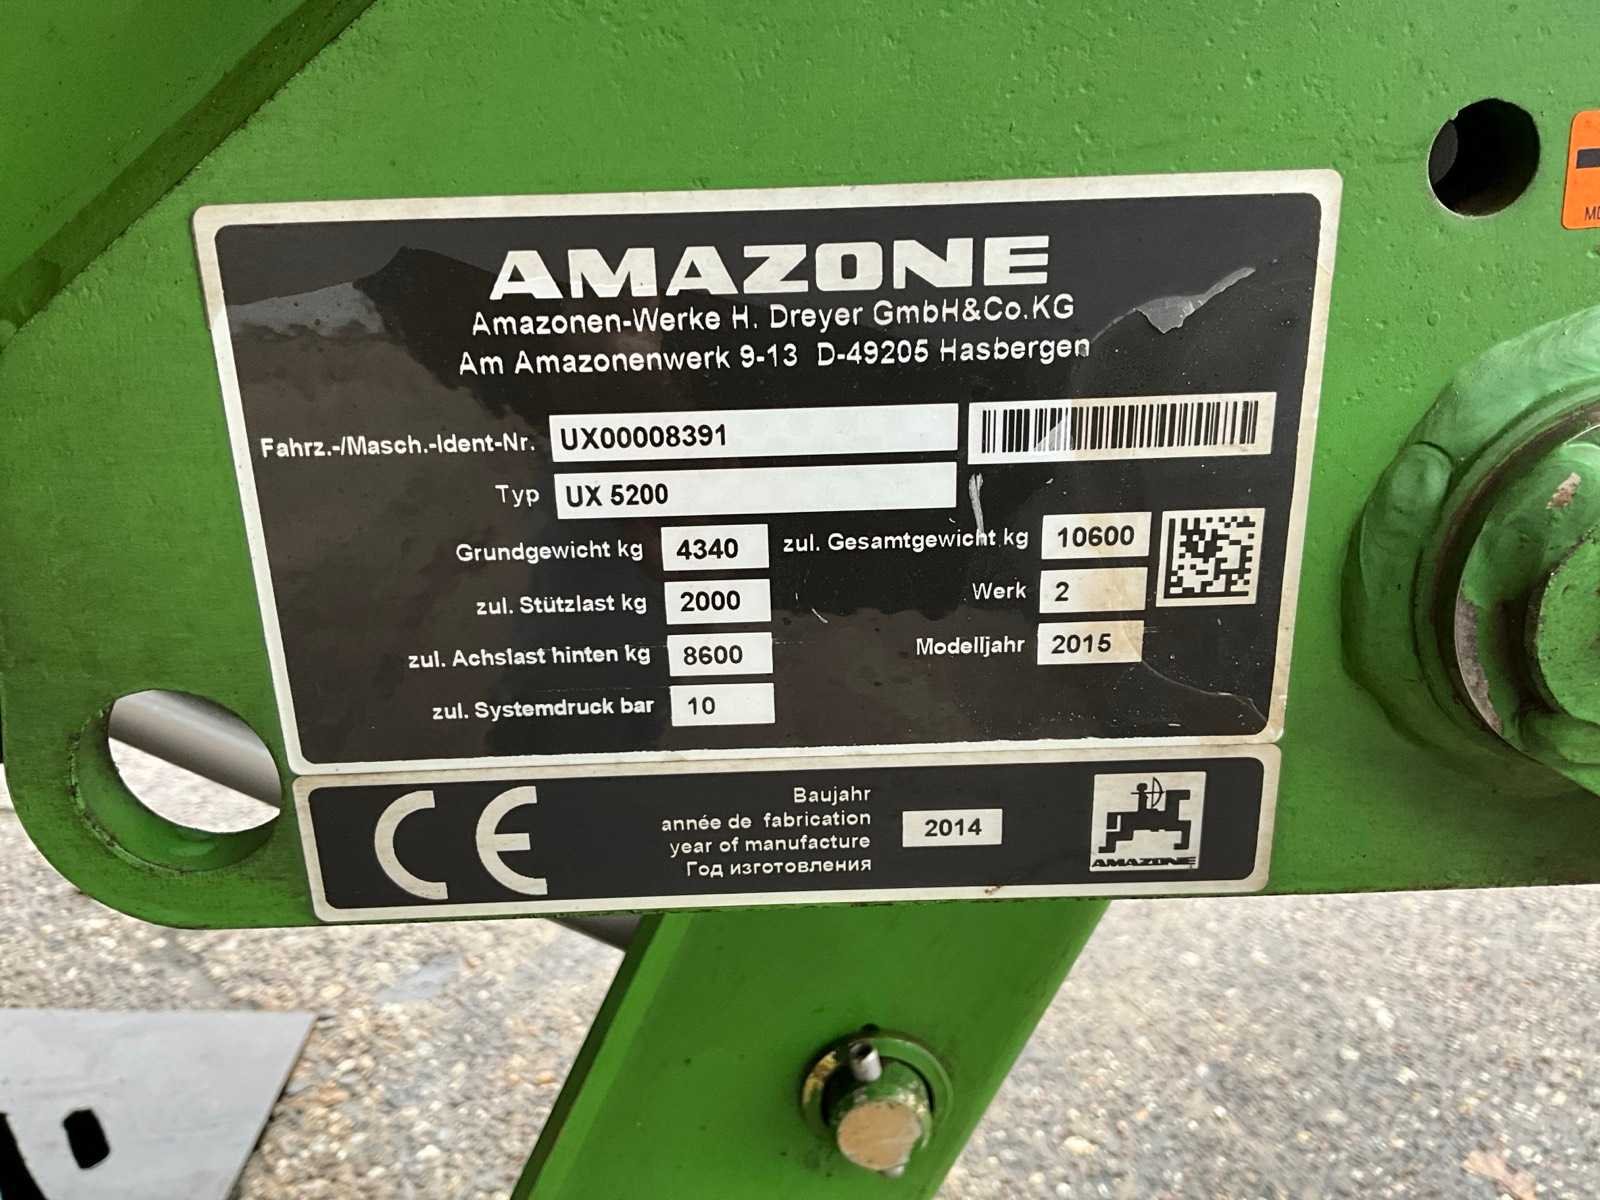 AMAZONE
Amazonen-Werke H. Dreyer GmbH&Co.KG
Am Amazonenwerk 9-13 D-49205 Hasbergen
Fahrz.-/Masch.-Ident-Nr. UX00008391
Typ UX 5200
Grundgewicht kg 4340 zul. Gesamtgewicht kg 10600
zul. Stützlast kg 2000 Werk 2
zul. Achslast hinten kg 8600 Modelljahr 2015
zul. Systemdruck bar 10
CE
Baujahr
année de fabrication
year of manufacture
Год изготовления
2014
AMAZONE